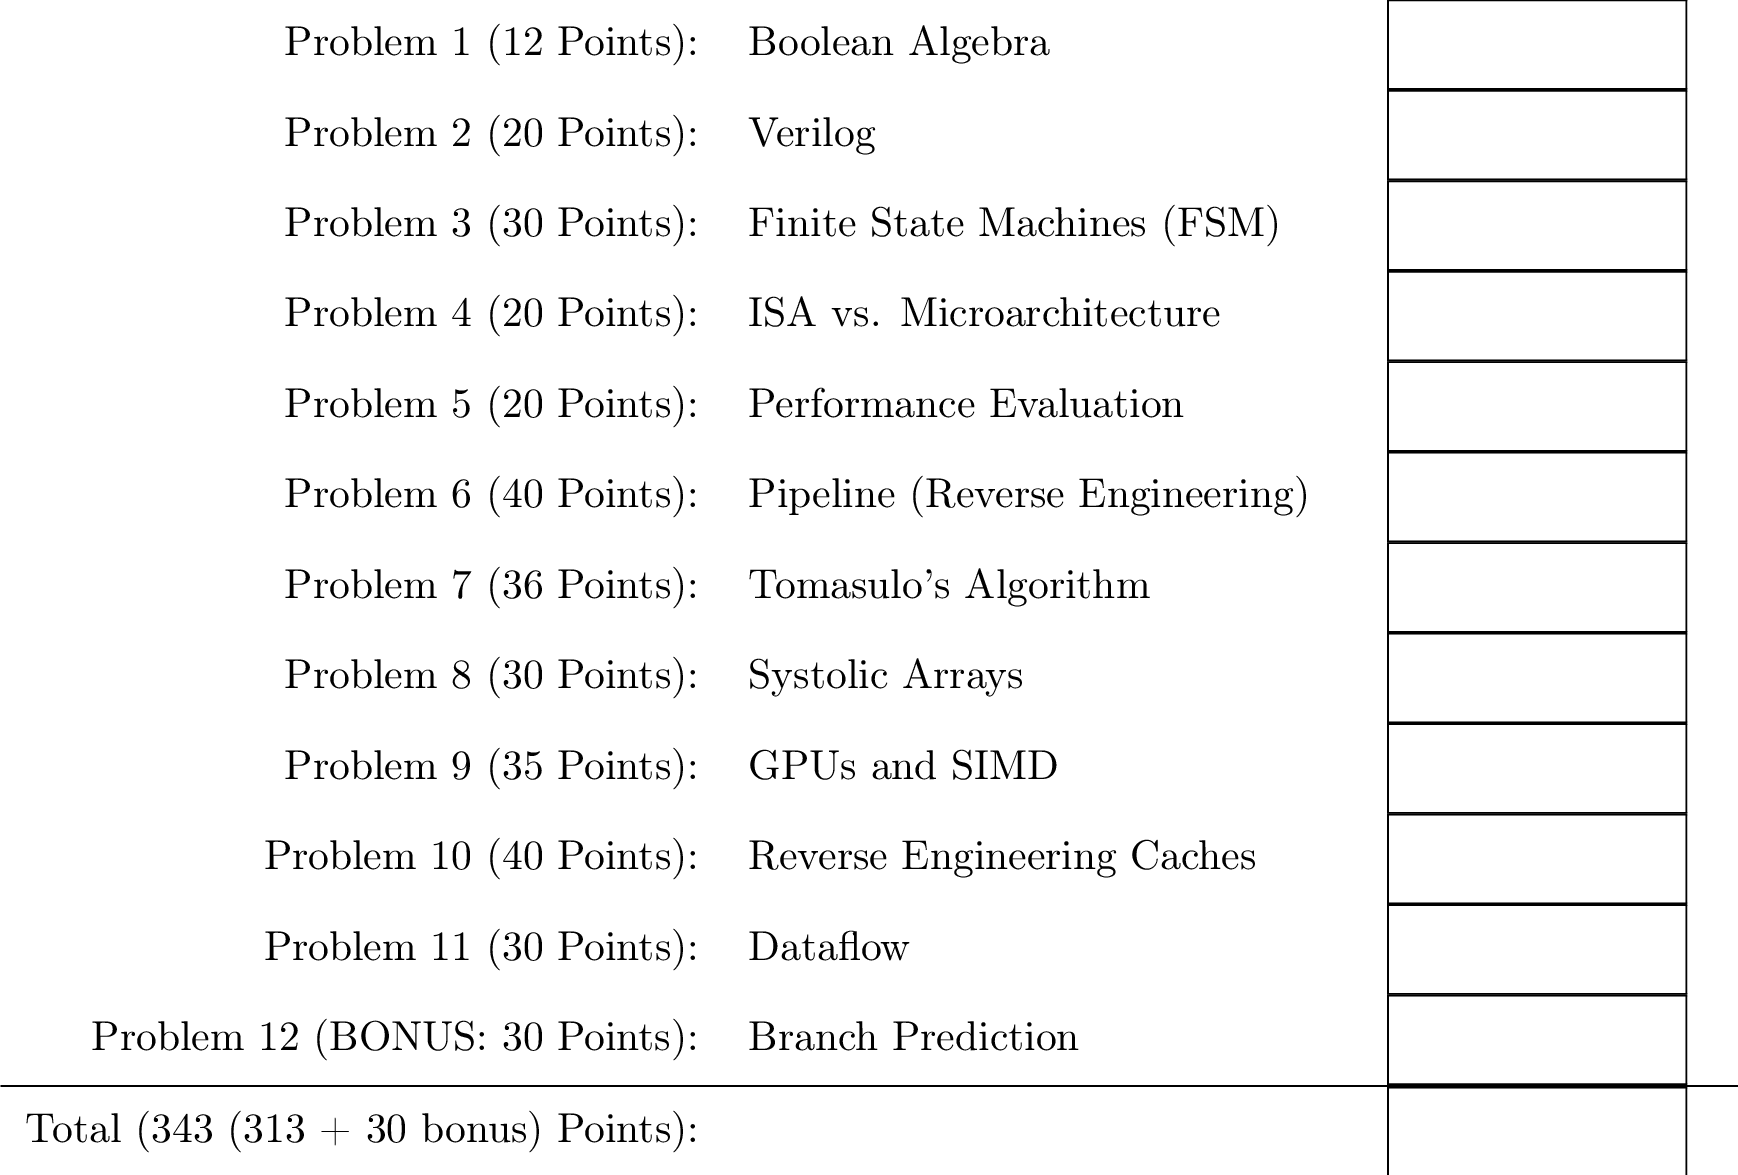 Problem 1 (12 Points): Boolean Algebra
Problem 2 (20 Points): Verilog
Problem 3 (30 Points): Finite State Machines (FSM)
Problem 4 (20 Points): ISA vs. Microarchitecture
Problem 5 (20 Points): Performance Evaluation
Problem 6 (40 Points): Pipeline (Reverse Engineering)
Problem 7 (36 Points): Tomasulo's Algorithm
Problem 8 (30 Points): Systolic Arrays
Problem 9 (35 Points): GPUs and SIMD
Problem 10 (40 Points): Reverse Engineering Caches
Problem 11 (30 Points): Dataflow
Problem 12 (BONUS: 30 Points): Branch Prediction
Total (343 (313 + 30 bonus) Points):